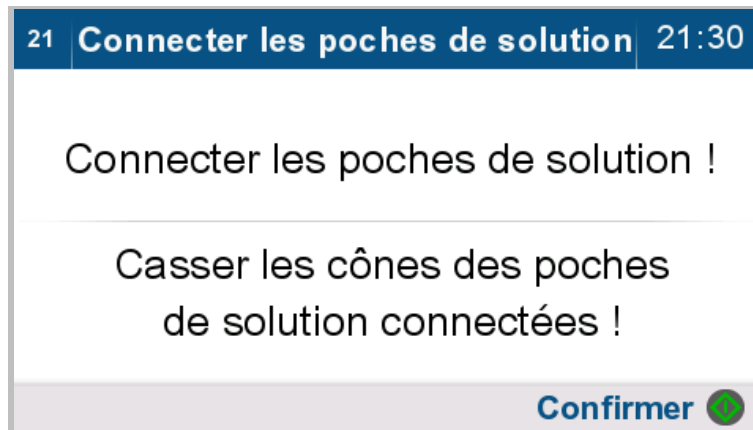 21 Connecter les poches de solution 21:30
Connecter les poches de solution !
Casser les cônes des poches
de solution connectées !
Confirmer